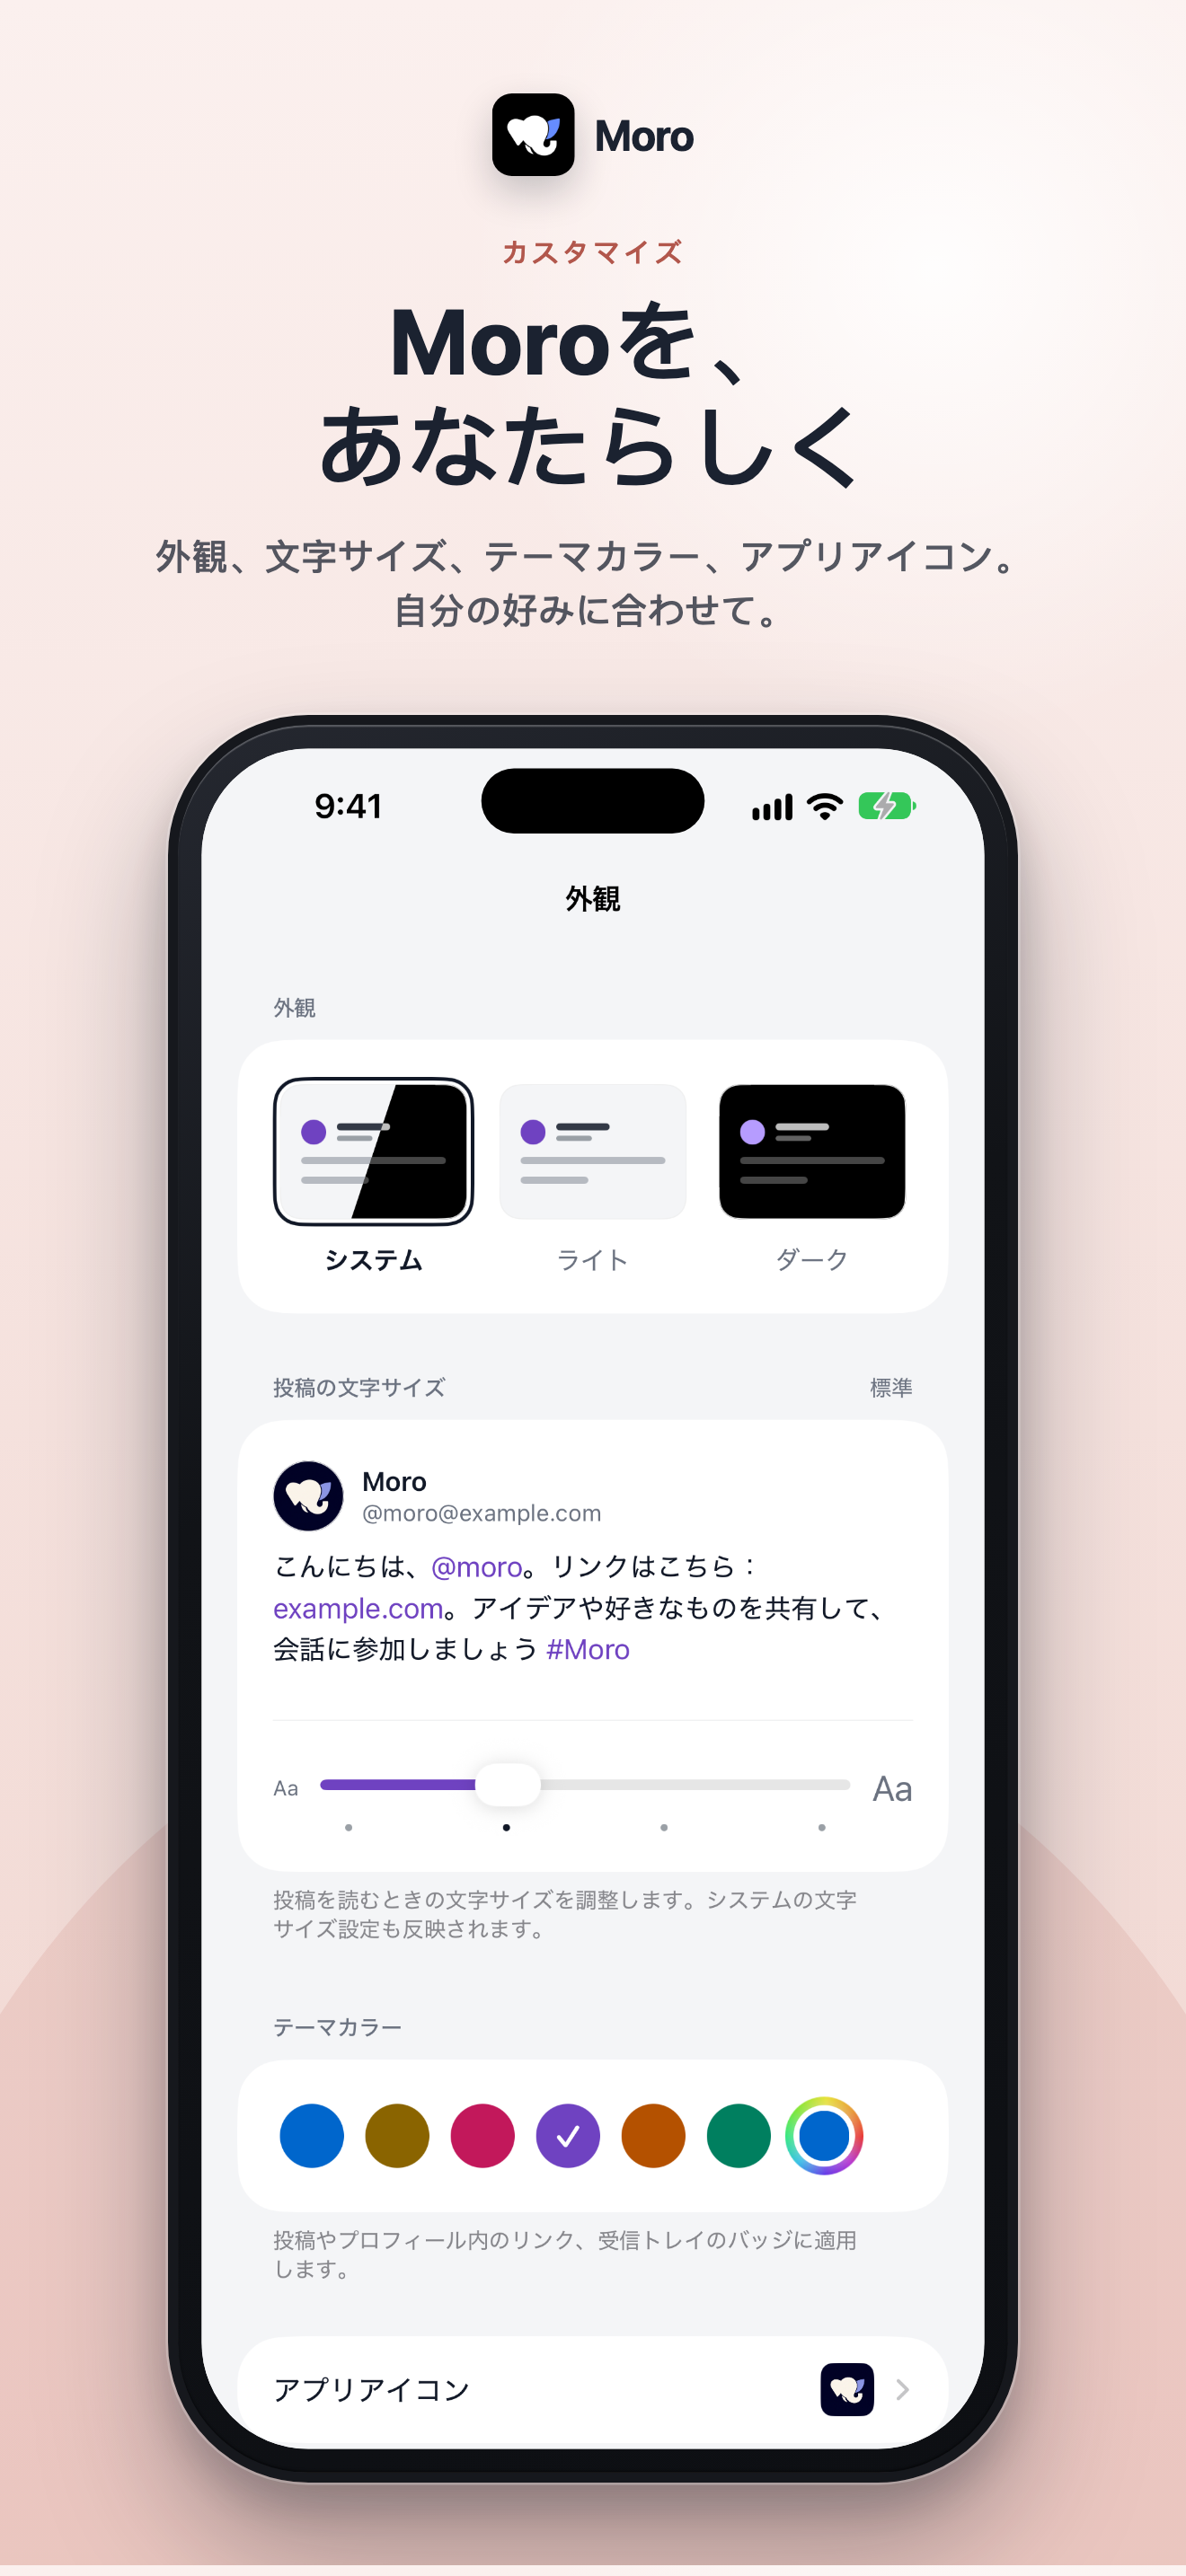 Moro
カスタマイズ
Moroを、
あなたらしく
外観、文字サイズ、テーマカラー、アプリアイコン。
自分の好みに合わせて。
9:41
外観
外観
システム ライト ダーク
投稿の文字サイズ 標準
Moro
@moro@example.com
こんにちは、@moro。リンクはこちら：
example.com。アイデアや好きなものを共有して、
会話に参加しましょう #Moro
Aa Aa
投稿を読むときの文字サイズを調整します。システムの文字
サイズ設定も反映されます。
テーマカラー
投稿やプロフィール内のリンク、受信トレイのバッジに適用
します。
アプリアイコン